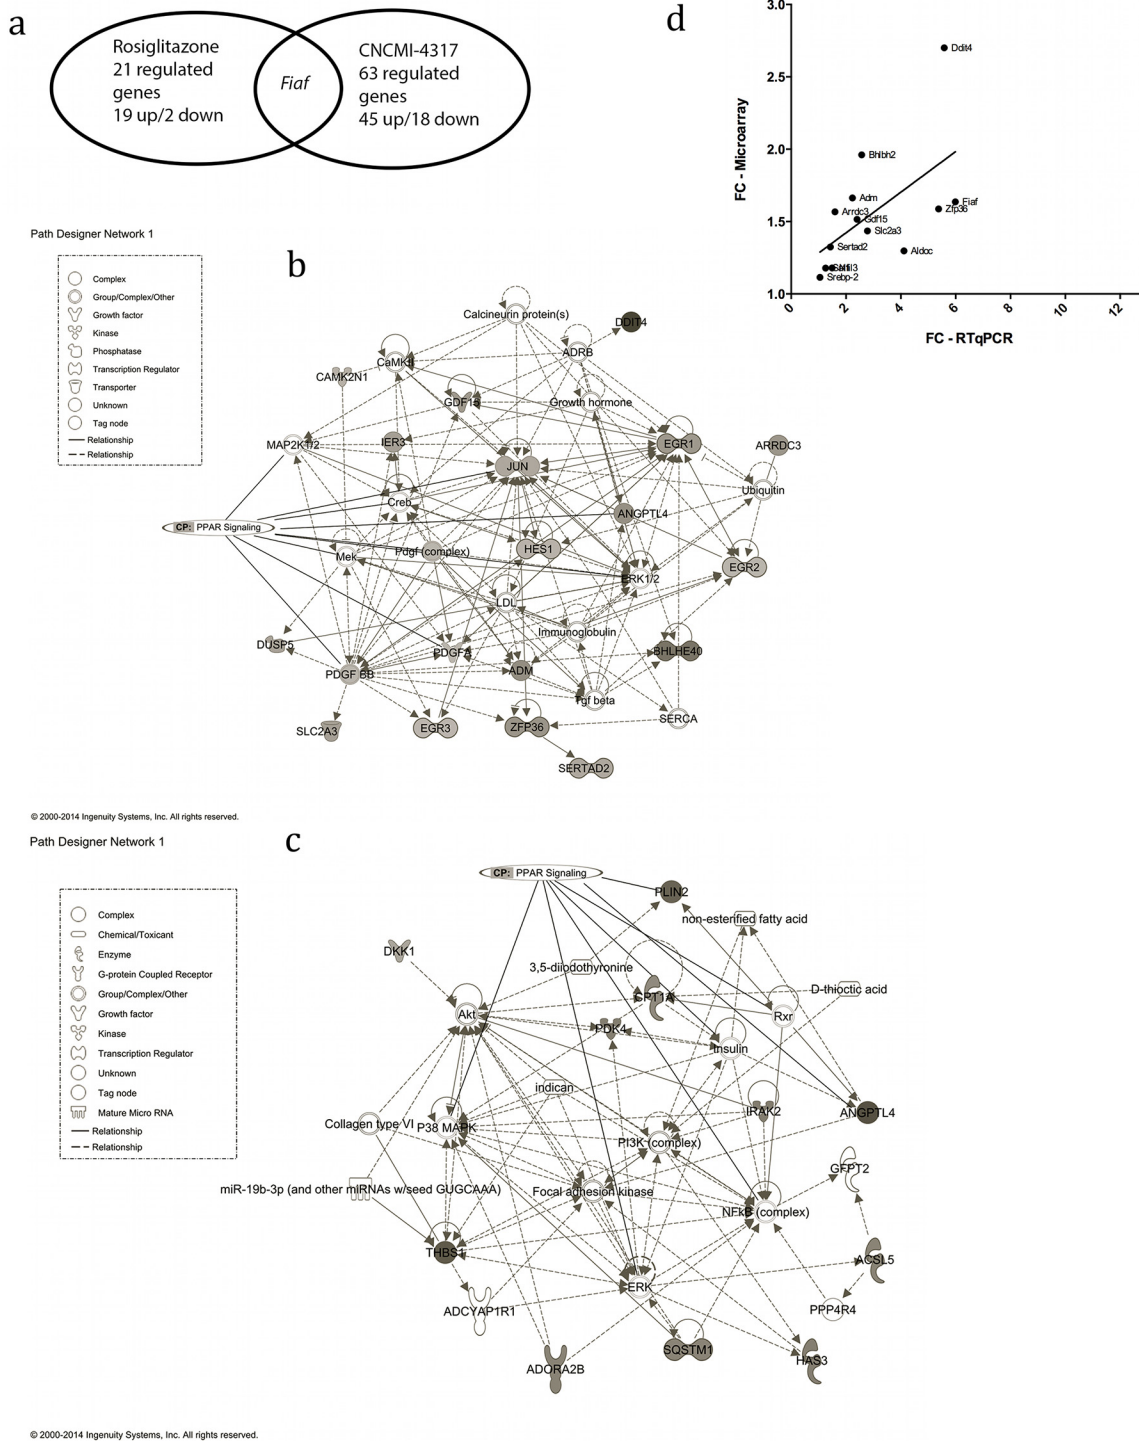 a
Rosiglitazone
21 regulated
genes
19 up/2 down
Fiaf
CNCMI-4317
63 regulated
genes
45 up/18 down
d
3.0
2.5
2.0
1.5
1.0
FC - Microarray
Ddit4
Bhlbh2
Adm
Arrdc3
Gdf15
Slc2a3
Fiaf
Zfp36
Sertad2
Aldoc
Srebp-2
0
2
4
6
8
10
12
FC - RTqPCR
Path Designer Network 1
b
Complex
Group/Complex/Other
Growth factor
Kinase
Phosphatase
Transcription Regulator
Transporter
Unknown
Tag node
Relationship
Relationship
Calcineurin protein(s)
DDIT4
ADRB
CaMKII
CAMK2N1
GDF15
Growth hormone
MAP2K1/2
IER3
EGR1
ARRDC3
JUN
Ubiquitin
Creb
ANGPTL4
CP: PPAR Signaling
Mek
Pdgf (complex)
HES1
EGR2
ERK1/2
LDL
Immunoglobulin
DUSP5
PDGFA
BHLHE40
PDGF BB
ADM
Tgf beta
SLC2A3
EGR3
ZFP36
SERCA
SERTAD2
© 2000-2014 Ingenuity Systems, Inc. All rights reserved.
Path Designer Network 1
c
Complex
Chemical/Toxicant
Enzyme
G-protein Coupled Receptor
Group/Complex/Other
Growth factor
Kinase
Transcription Regulator
Unknown
Tag node
Mature Micro RNA
Relationship
Relationship
CP: PPAR Signaling
PLIN2
non-esterified fatty acid
DKK1
3,5-diiodothyronine
CPT1A
D-thioctic acid
Akt
Rxr
PDK4
Insulin
indican
IRAK2
ANGPTL4
Collagen type VI
P38 MAPK
PI3K (complex)
GFPT2
miR-19b-3p (and other miRNAs w/seed GUGCAAA)
Focal adhesion kinase
NFkB (complex)
THBS1
ACSL5
ERK
ADCYAP1R1
PPP4R4
SQSTM1
HAS3
ADORA2B
© 2000-2014 Ingenuity Systems, Inc. All rights reserved.